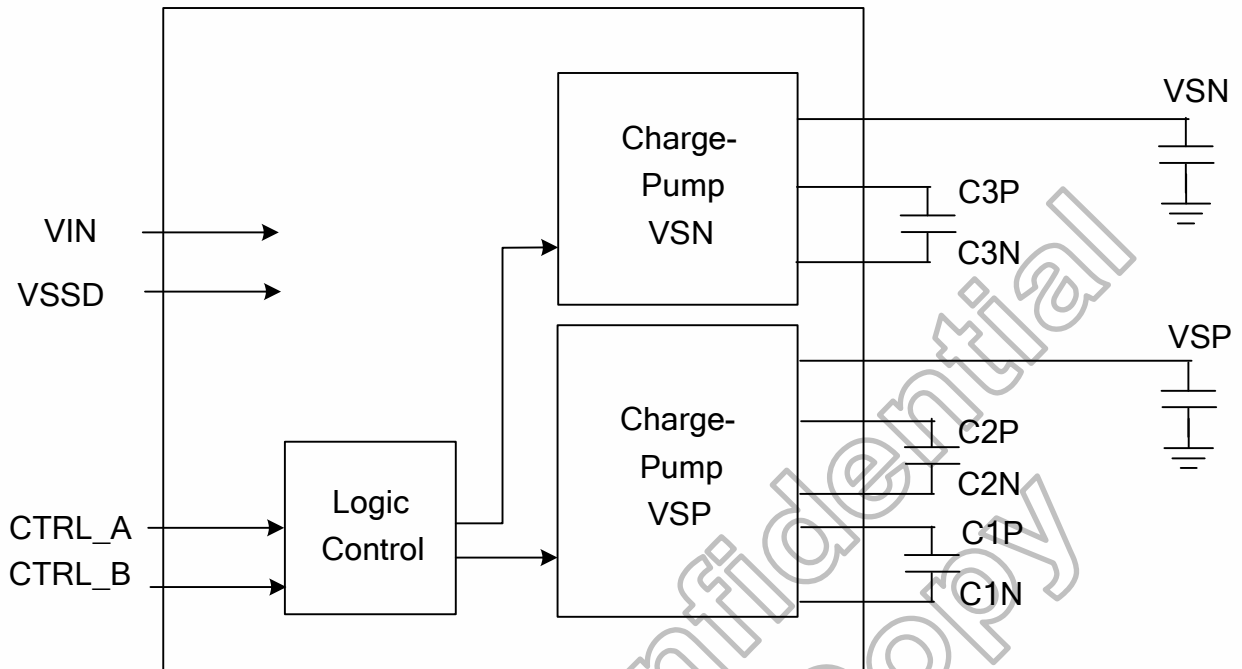 VSN
Charge-
Pump
VSN
C3P
C3N
VIN
VSSD
VSP
Charge-
Pump
VSP
C2P
C2N
C1P
C1N
Logic
Control
CTRL_A
CTRL_B